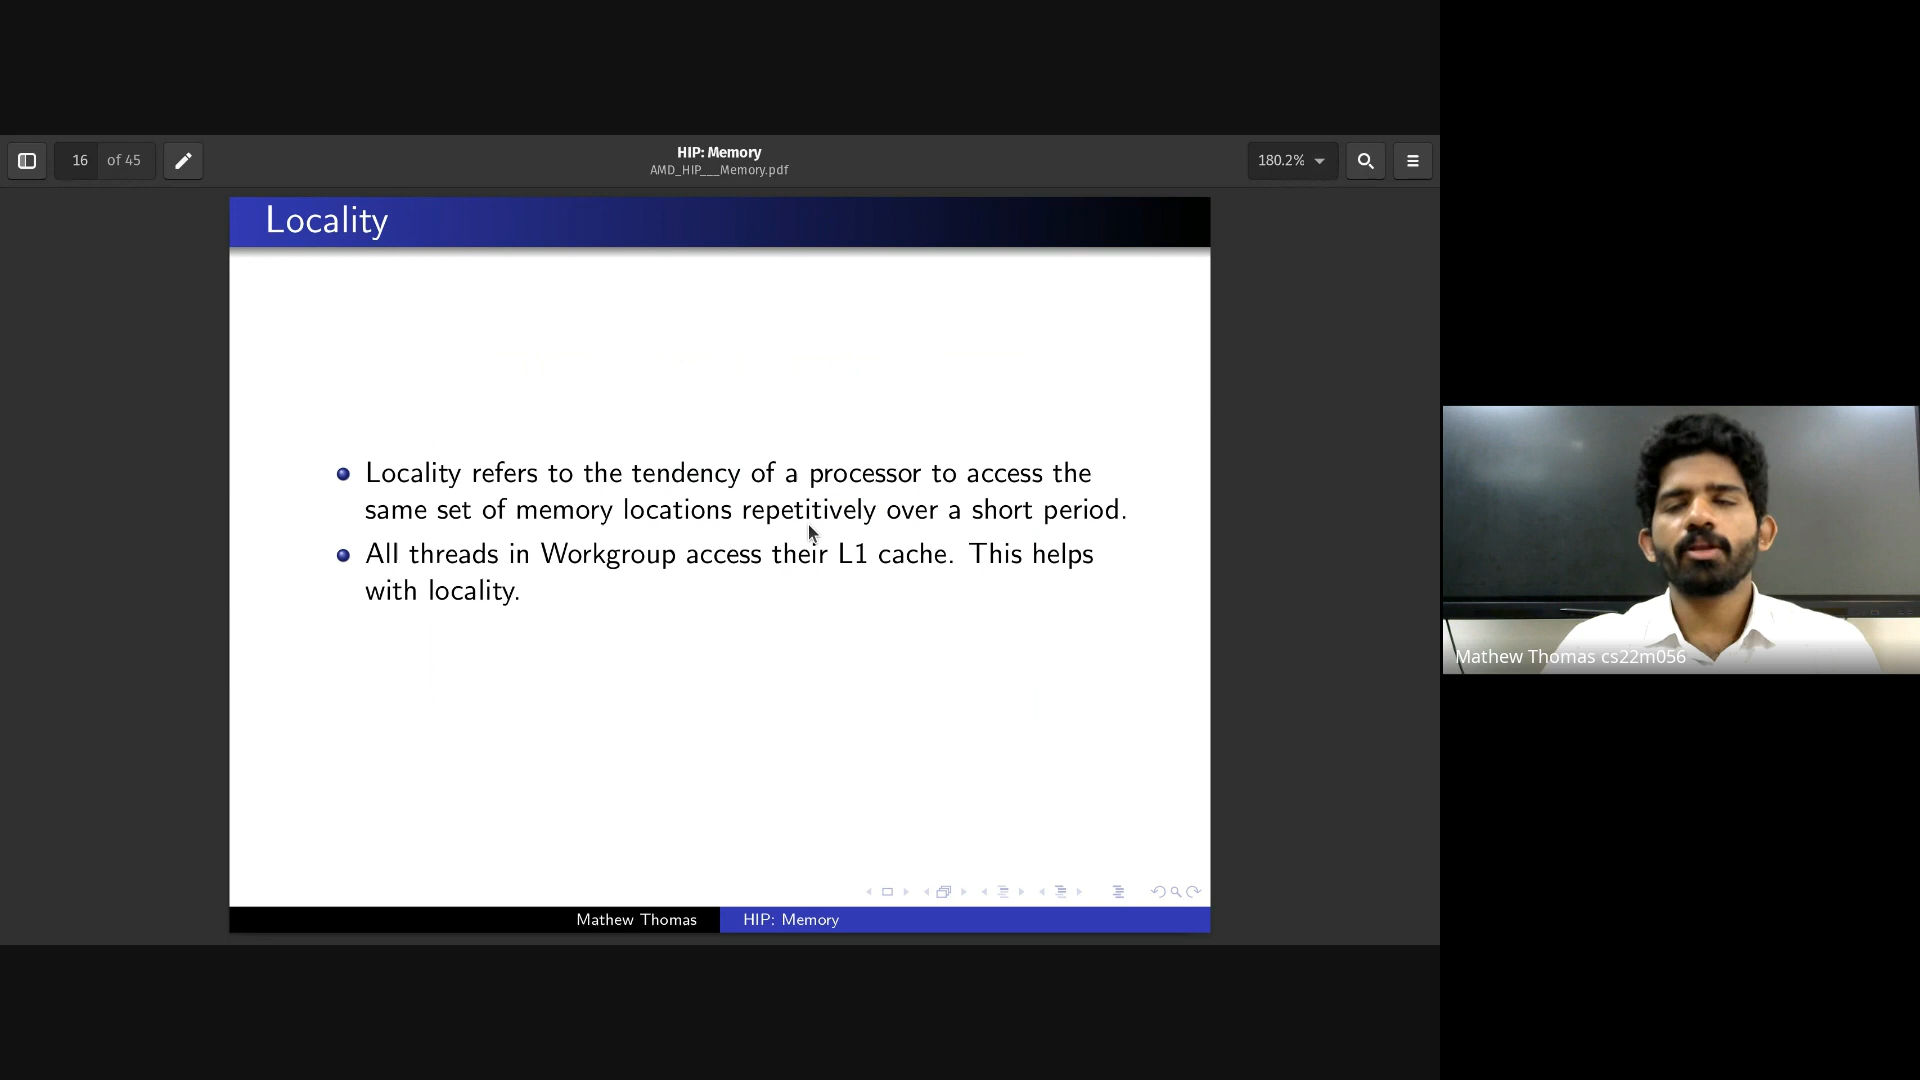 HIP: Memory
16 of 45
AMD_HIP___Memory.pdf
180.2%
Locality
Locality refers to the tendency of a processor to access the
same set of memory locations repetitively over a short period.
All threads in Workgroup access their L1 cache. This helps
with locality.
Mathew Thomas cs22m056
Mathew Thomas
HIP: Memory